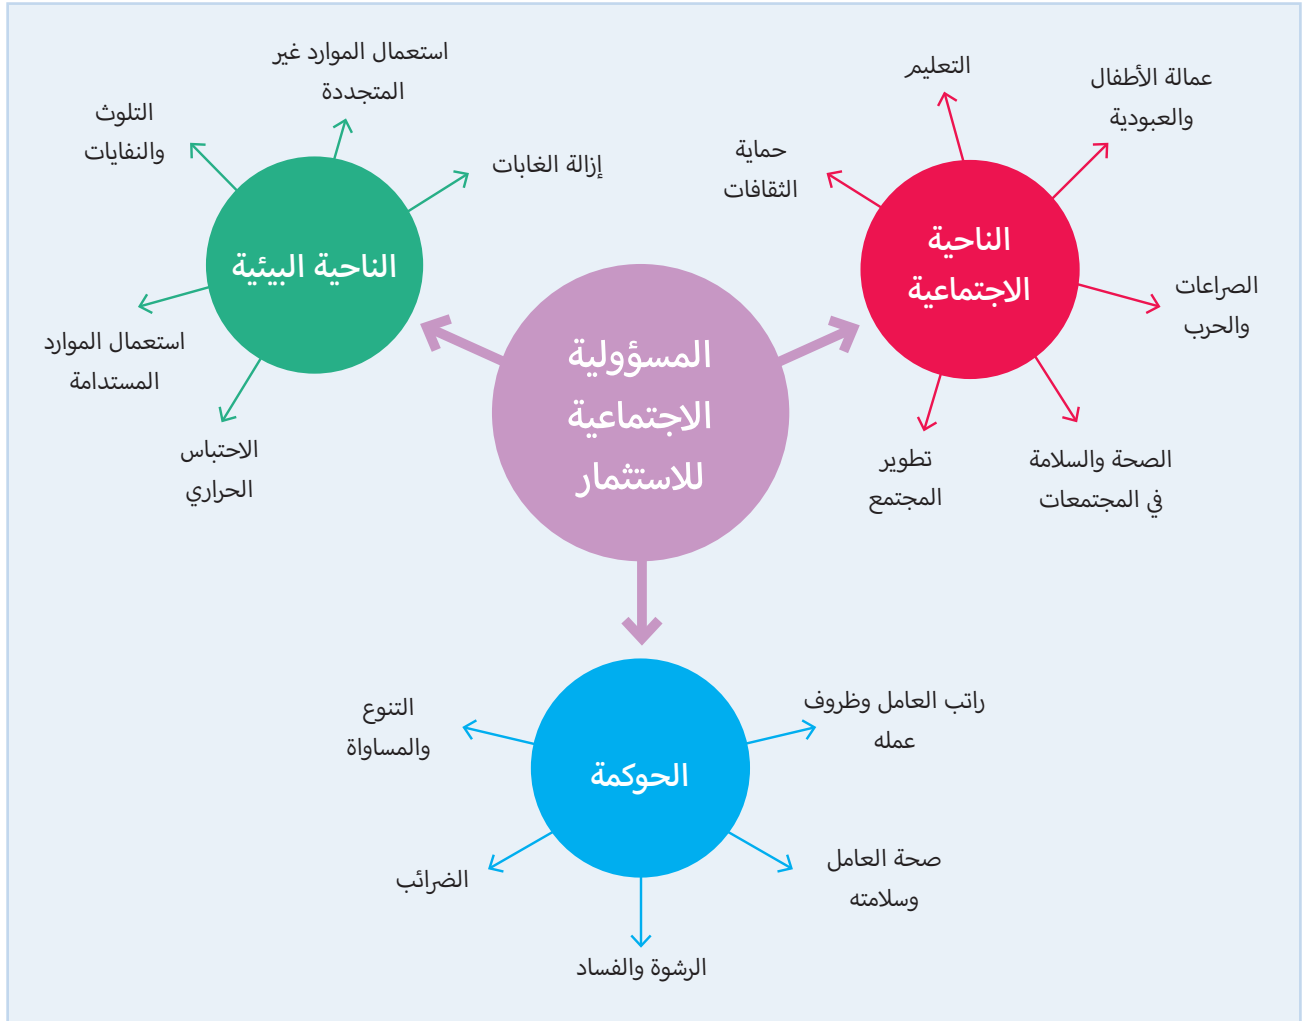 المسؤولية
الاجتماعية
للاستثمار
الناحية
الاجتماعية
التعليم
عمالة الأطفال
والعبودية
حماية
الثقافات
الصراعات
والحرب
الصحة والسلامة
في المجتمعات
تطوير
المجتمع
الناحية البيئية
استعمال الموارد غير
المتجددة
التلوث
والنفايات
إزالة الغابات
استعمال الموارد
المستدامة
الاحتباس
الحراري
الحوكمة
راتب العامل وظروف
عمله
التنوع
والمساواة
صحة العامل
وسلامته
الضرائب
الرشوة والفساد